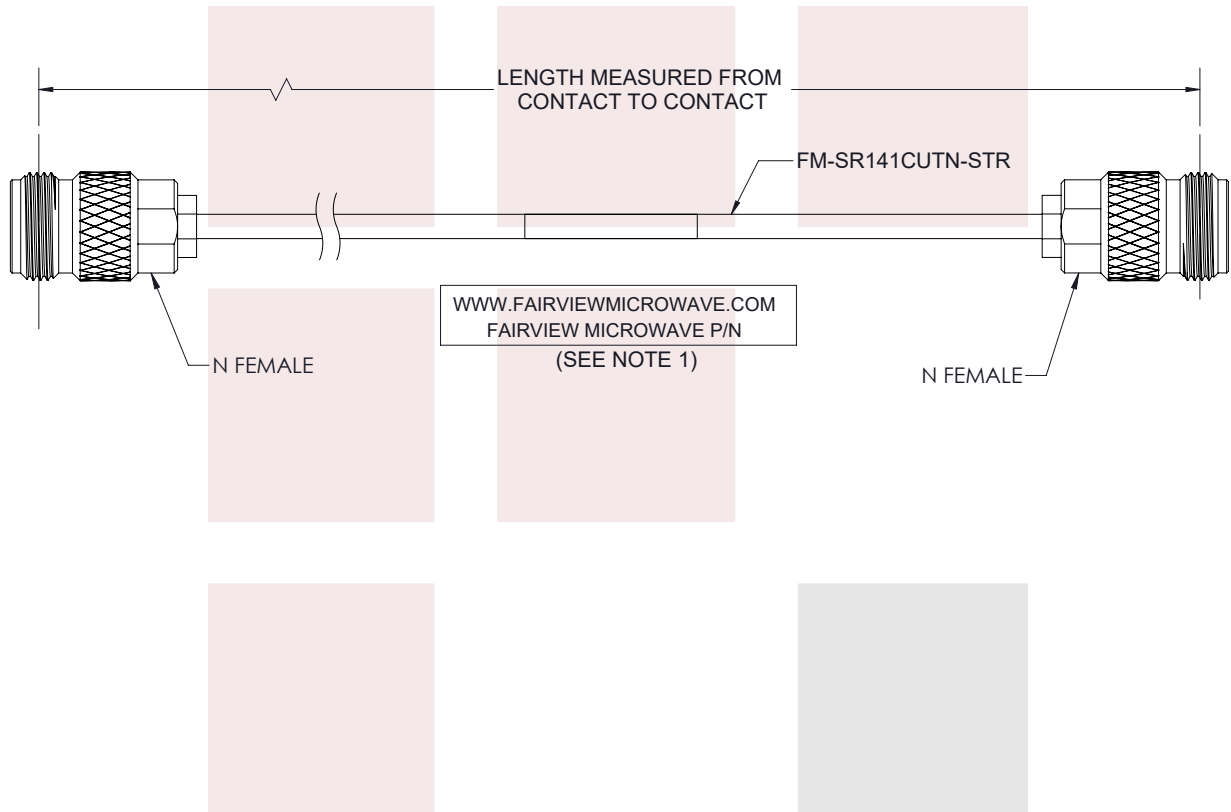 LENGTH MEASURED FROM
CONTACT TO CONTACT
FM-SR141CUTN-STR
WWW.FAIRVIEWMICROWAVE.COM
FAIRVIEW MICROWAVE P/N
(SEE NOTE 1)
N FEMALE
N FEMALE